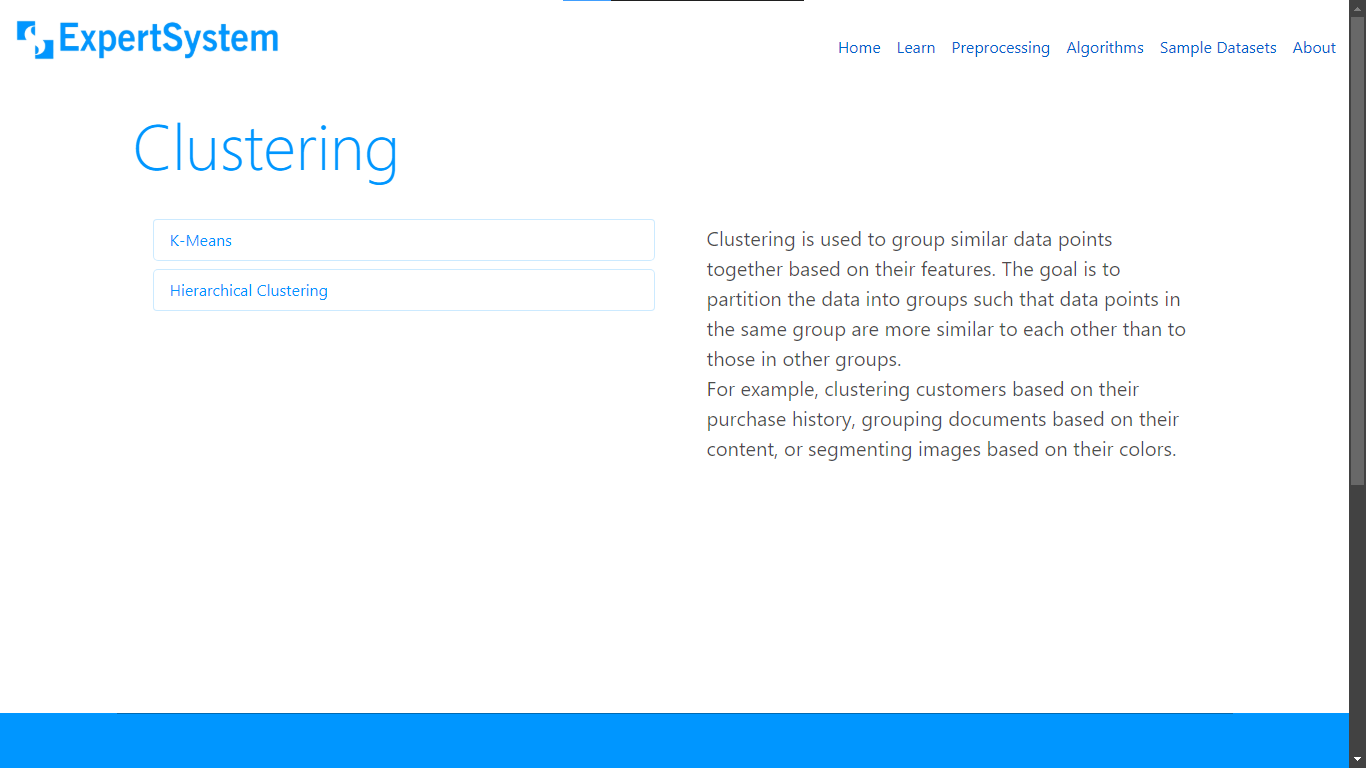 ExpertSystem
Home Learn Preprocessing Algorithms Sample Datasets About
Clustering
K-Means
Hierarchical Clustering
Clustering is used to group similar data points
together based on their features. The goal is to
partition the data into groups such that data points in
the same group are more similar to each other than to
those in other groups.
For example, clustering customers based on their
purchase history, grouping documents based on their
content, or segmenting images based on their colors.